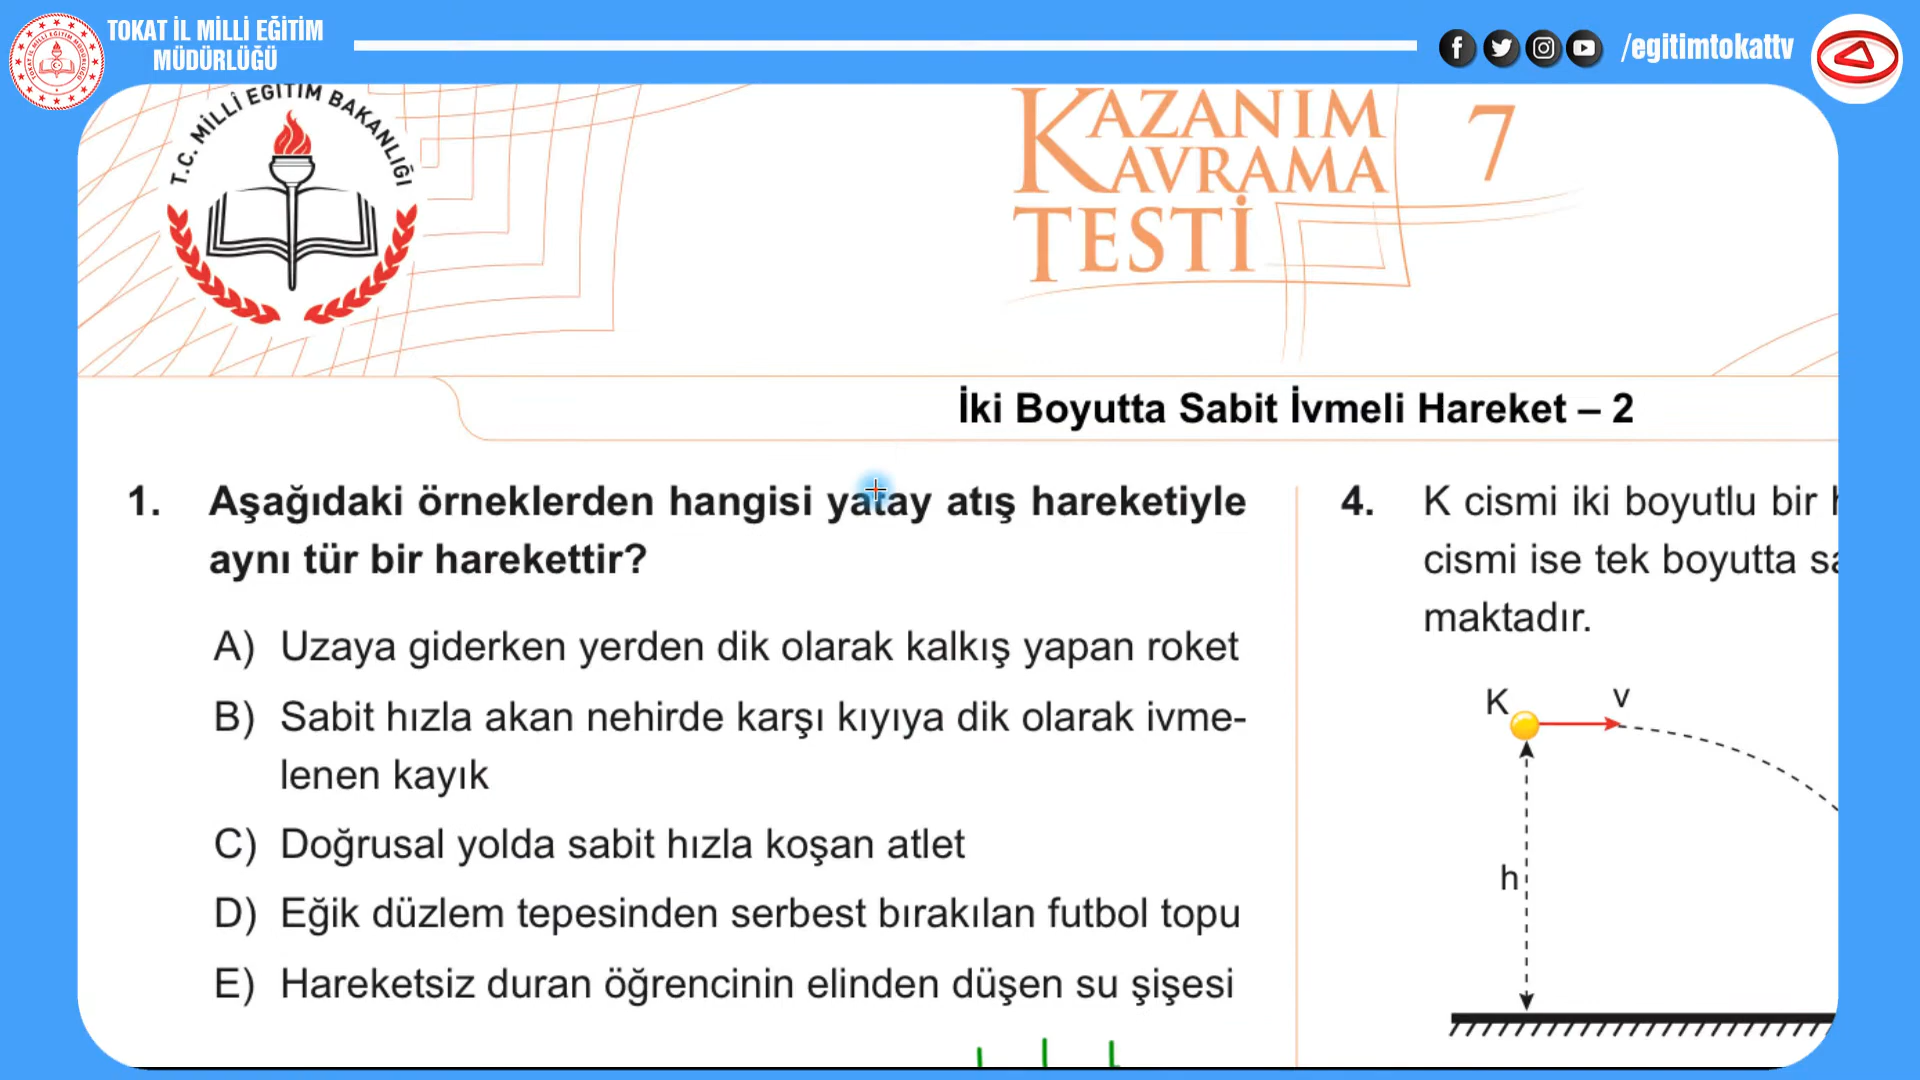 TOKAT İL MİLLİ EĞİTİM
MÜDÜRLÜĞÜ
/egitimtokattv
T.C. MİLLÎ EĞİTİM BAKANLIĞI
KAZANIM
KAVRAMA
TESTİ
7
İki Boyutta Sabit İvmeli Hareket – 2
1. Aşağıdaki örneklerden hangisi yatay atış hareketiyle
aynı tür bir harekettir?
A) Uzaya giderken yerden dik olarak kalkış yapan roket
B) Sabit hızla akan nehirde karşı kıyıya dik olarak ivme-
lenen kayık
C) Doğrusal yolda sabit hızla koşan atlet
D) Eğik düzlem tepesinden serbest bırakılan futbol topu
E) Hareketsiz duran öğrencinin elinden düşen su şişesi
4. K cismi iki boyutlu bir
cismi ise tek boyutta
maktadır.
K
v
h